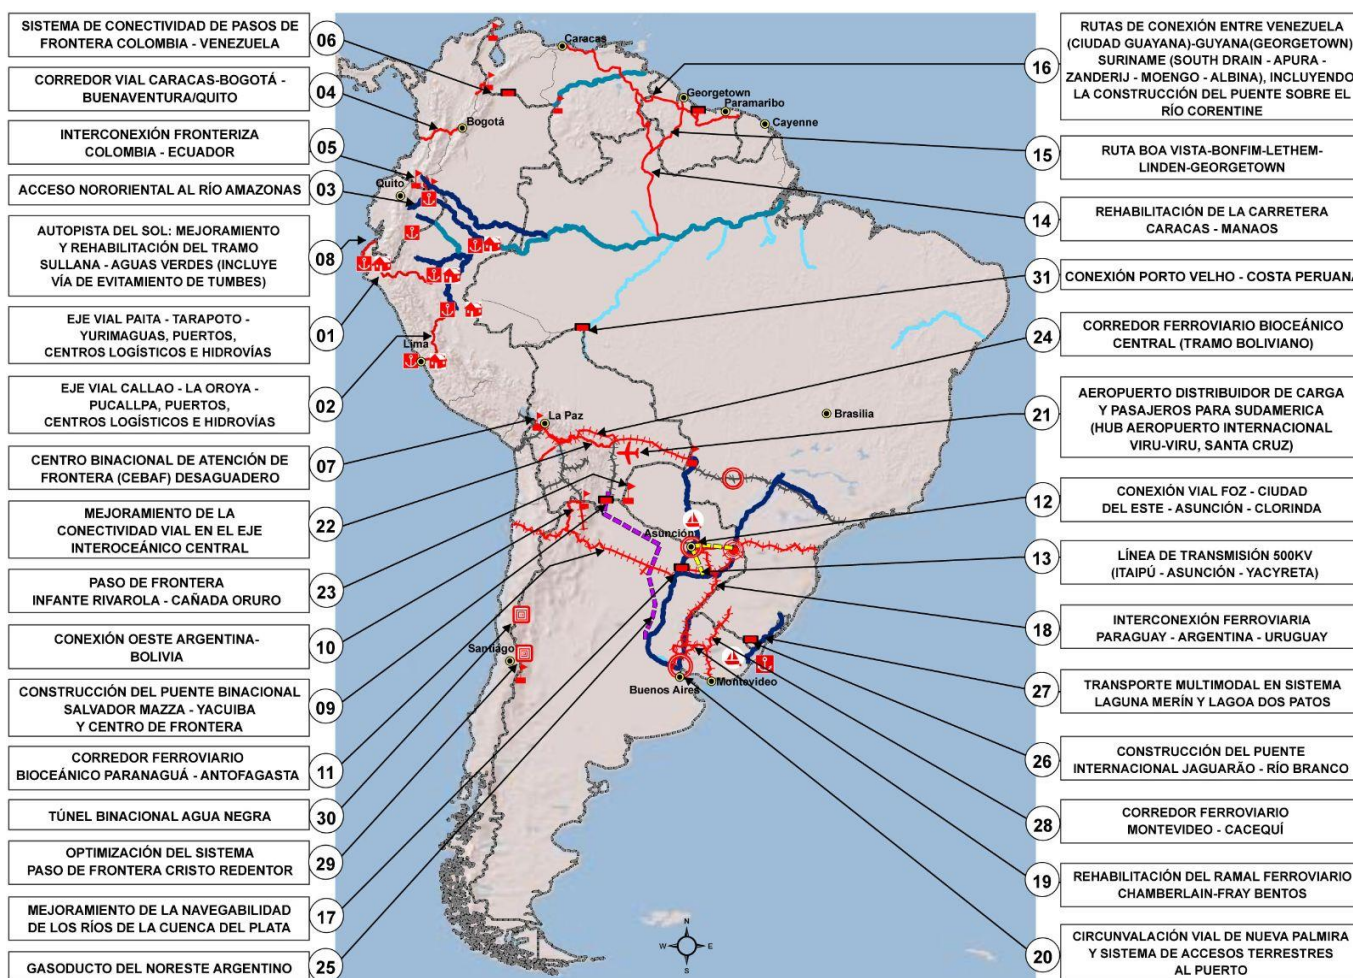 SISTEMA DE CONECTIVIDAD DE PASOS DE
FRONTERA COLOMBIA - VENEZUELA
06
CORREDOR VIAL CARACAS-BOGOTÁ -
BUENAVENTURA/QUITO
04
INTERCONEXIÓN FRONTERIZA
COLOMBIA - ECUADOR
05
ACCESO NORORIENTAL AL RÍO AMAZONAS
03
AUTOPISTA DEL SOL: MEJORAMIENTO
Y REHABILITACIÓN DEL TRAMO
SULLANA - AGUAS VERDES (INCLUYE
VÍA DE EVITAMIENTO DE TUMBES)
08
EJE VIAL PAITA - TARAPOTO -
YURIMAGUAS, PUERTOS,
CENTROS LOGÍSTICOS E HIDROVÍAS
01
EJE VIAL CALLAO - LA OROYA -
PUCALLPA, PUERTOS,
CENTROS LOGÍSTICOS E HIDROVÍAS
02
CENTRO BINACIONAL DE ATENCIÓN DE
FRONTERA (CEBAF) DESAGUADERO
07
MEJORAMIENTO DE LA
CONECTIVIDAD VIAL EN EL EJE
INTEROCEÁNICO CENTRAL
22
PASO DE FRONTERA
INFANTE RIVAROLA - CAÑADA ORURO
23
CONEXIÓN OESTE ARGENTINA-
BOLIVIA
10
CONSTRUCCIÓN DEL PUENTE BINACIONAL
SALVADOR MAZZA - YACUIBA
Y CENTRO DE FRONTERA
09
CORREDOR FERROVIARIO
BIOCEÁNICO PARANAGUÁ - ANTOFAGASTA
11
TÚNEL BINACIONAL AGUA NEGRA
30
OPTIMIZACIÓN DEL SISTEMA
PASO DE FRONTERA CRISTO REDENTOR
29
MEJORAMIENTO DE LA NAVEGABILIDAD
DE LOS RÍOS DE LA CUENCA DEL PLATA
17
GASODUCTO DEL NORESTE ARGENTINO
25
Caracas
Georgetown
Paramaribo
Cayenne
Bogotá
Quito
Lima
La Paz
Brasilia
Asunción
Santiago
Buenos Aires
Montevideo
N
W
E
S
RUTAS DE CONEXIÓN ENTRE VENEZUELA
(CIUDAD GUAYANA)-GUYANA(GEORGETOWN)
SURINAME (SOUTH DRAIN - APURA -
ZANDERIJ - MOENGO - ALBINA), INCLUYENDO
LA CONSTRUCCIÓN DEL PUENTE SOBRE EL
RÍO CORENTINE
16
RUTA BOA VISTA-BONFIM-LETHEM-
LINDEN-GEORGETOWN
15
REHABILITACIÓN DE LA CARRETERA
CARACAS - MANAOS
14
CONEXIÓN PORTO VELHO - COSTA PERUANA
31
CORREDOR FERROVIARIO BIOCEÁNICO
CENTRAL (TRAMO BOLIVIANO)
24
AEROPUERTO DISTRIBUIDOR DE CARGA
Y PASAJEROS PARA SUDAMERICA
(HUB AEROPUERTO INTERNACIONAL
VIRU-VIRU, SANTA CRUZ)
21
CONEXIÓN VIAL FOZ - CIUDAD
DEL ESTE - ASUNCIÓN - CLORINDA
12
LÍNEA DE TRANSMISIÓN 500KV
(ITAIPÚ - ASUNCIÓN - YACYRETA)
13
INTERCONEXIÓN FERROVIARIA
PARAGUAY - ARGENTINA - URUGUAY
18
TRANSPORTE MULTIMODAL EN SISTEMA
LAGUNA MERÍN Y LAGOA DOS PATOS
27
CONSTRUCCIÓN DEL PUENTE
INTERNACIONAL JAGUARÃO - RÍO BRANCO
26
CORREDOR FERROVIARIO
MONTEVIDEO - CACEQUÍ
28
REHABILITACIÓN DEL RAMAL FERROVIARIO
CHAMBERLAIN-FRAY BENTOS
19
CIRCUNVALACIÓN VIAL DE NUEVA PALMIRA
Y SISTEMA DE ACCESOS TERRESTRES
AL PUERTO
20